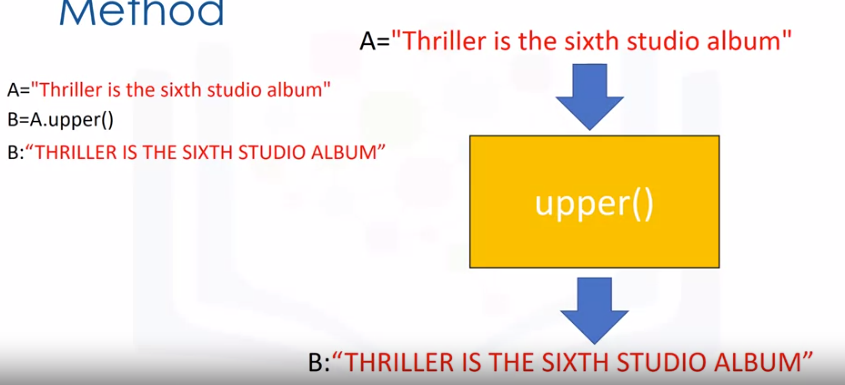 Method
A="Thriller is the sixth studio album"
B=A.upper()
B:“THRILLER IS THE SIXTH STUDIO ALBUM”
A="Thriller is the sixth studio album"
upper()
B:“THRILLER IS THE SIXTH STUDIO ALBUM”